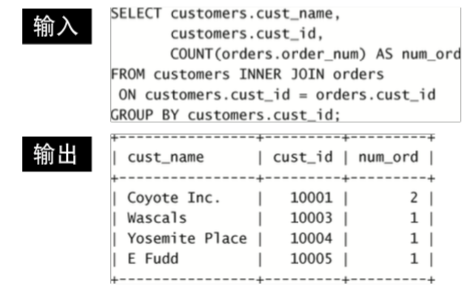 输入
SELECT customers.cust_name,
       customers.cust_id,
       COUNT(orders.order_num) AS num_ord
FROM customers INNER JOIN orders
 ON customers.cust_id = orders.cust_id
GROUP BY customers.cust_id;
输出
+----------------+---------+---------+
| cust_name      | cust_id | num_ord |
+----------------+---------+---------+
| Coyote Inc.    |   10001 |       2 |
| Wascals        |   10003 |       1 |
| Yosemite Place |   10004 |       1 |
| E Fudd         |   10005 |       1 |
+----------------+---------+---------+